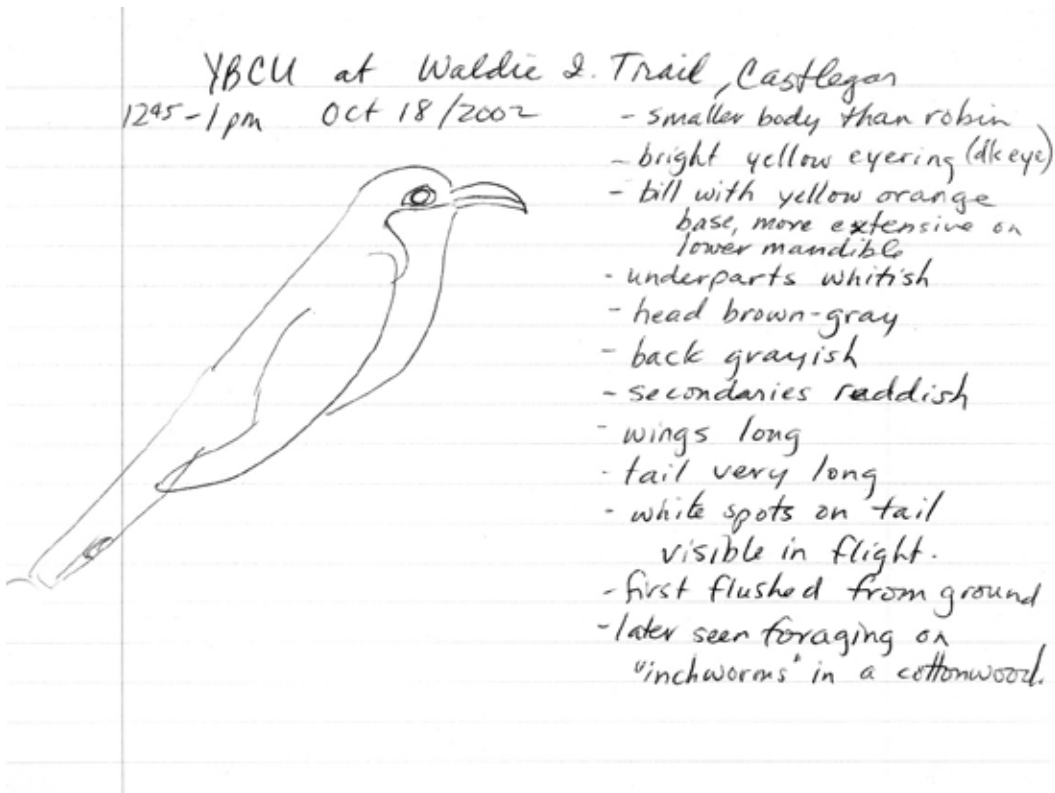 YBCU at Waldie I. Trail, Castlegar
1245-1pm Oct 18/2002
- smaller body than robin
- bright yellow eyering (dk eye)
- bill with yellow orange
base, more extensive on
lower mandible
- underparts whitish
- head brown-gray
- back grayish
- secondaries reddish
- wings long
- tail very long
- white spots on tail
visible in flight.
- first flushed from ground
- later seen foraging on
"inchworms" in a cottonwood.